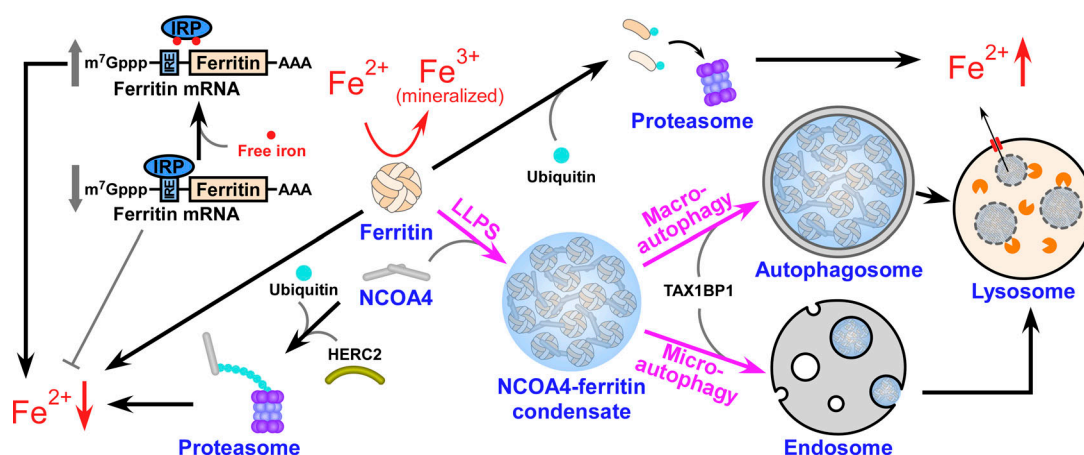 IRP
m⁷Gppp IRE Ferritin AAA
Ferritin mRNA
Free iron
IRP
m⁷Gppp IRE Ferritin AAA
Ferritin mRNA
Fe²⁺
Fe³⁺
(mineralized)
Ferritin
Ubiquitin
Proteasome
Fe²⁺
LLPS
NCOA4
Ubiquitin
HERC2
Proteasome
Fe²⁺
NCOA4-ferritin
condensate
Macro-
autophagy
TAX1BP1
Micro-
autophagy
Autophagosome
Endosome
Lysosome